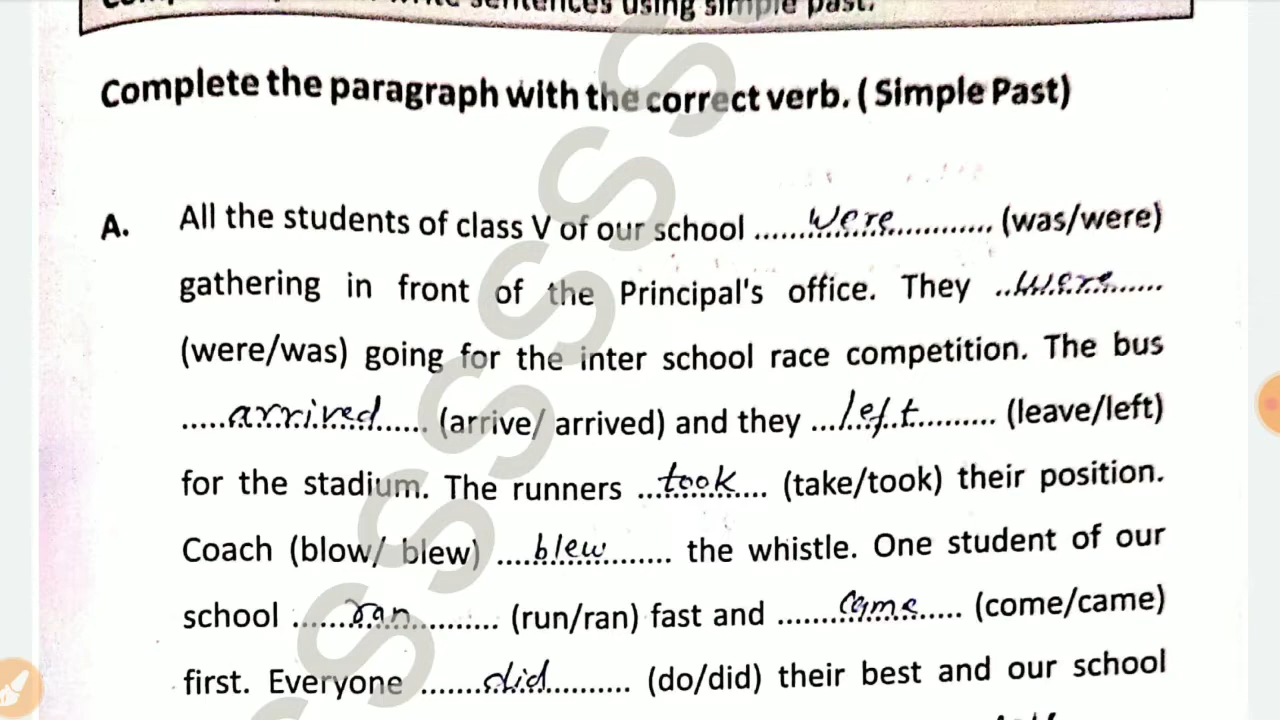 sentences using simple past.
Complete the paragraph with the correct verb. ( Simple Past)
A. All the students of class V of our school ......were............ (was/were)
gathering in front of the Principal's office. They ..were......
(were/was) going for the inter school race competition. The bus
.....arrived...... (arrive/ arrived) and they ...left......... (leave/left)
for the stadium. The runners ...took.... (take/took) their position.
Coach (blow/ blew) ....blew....... the whistle. One student of our
school ......ran.......... (run/ran) fast and .......came..... (come/came)
first. Everyone .......did.......... (do/did) their best and our school